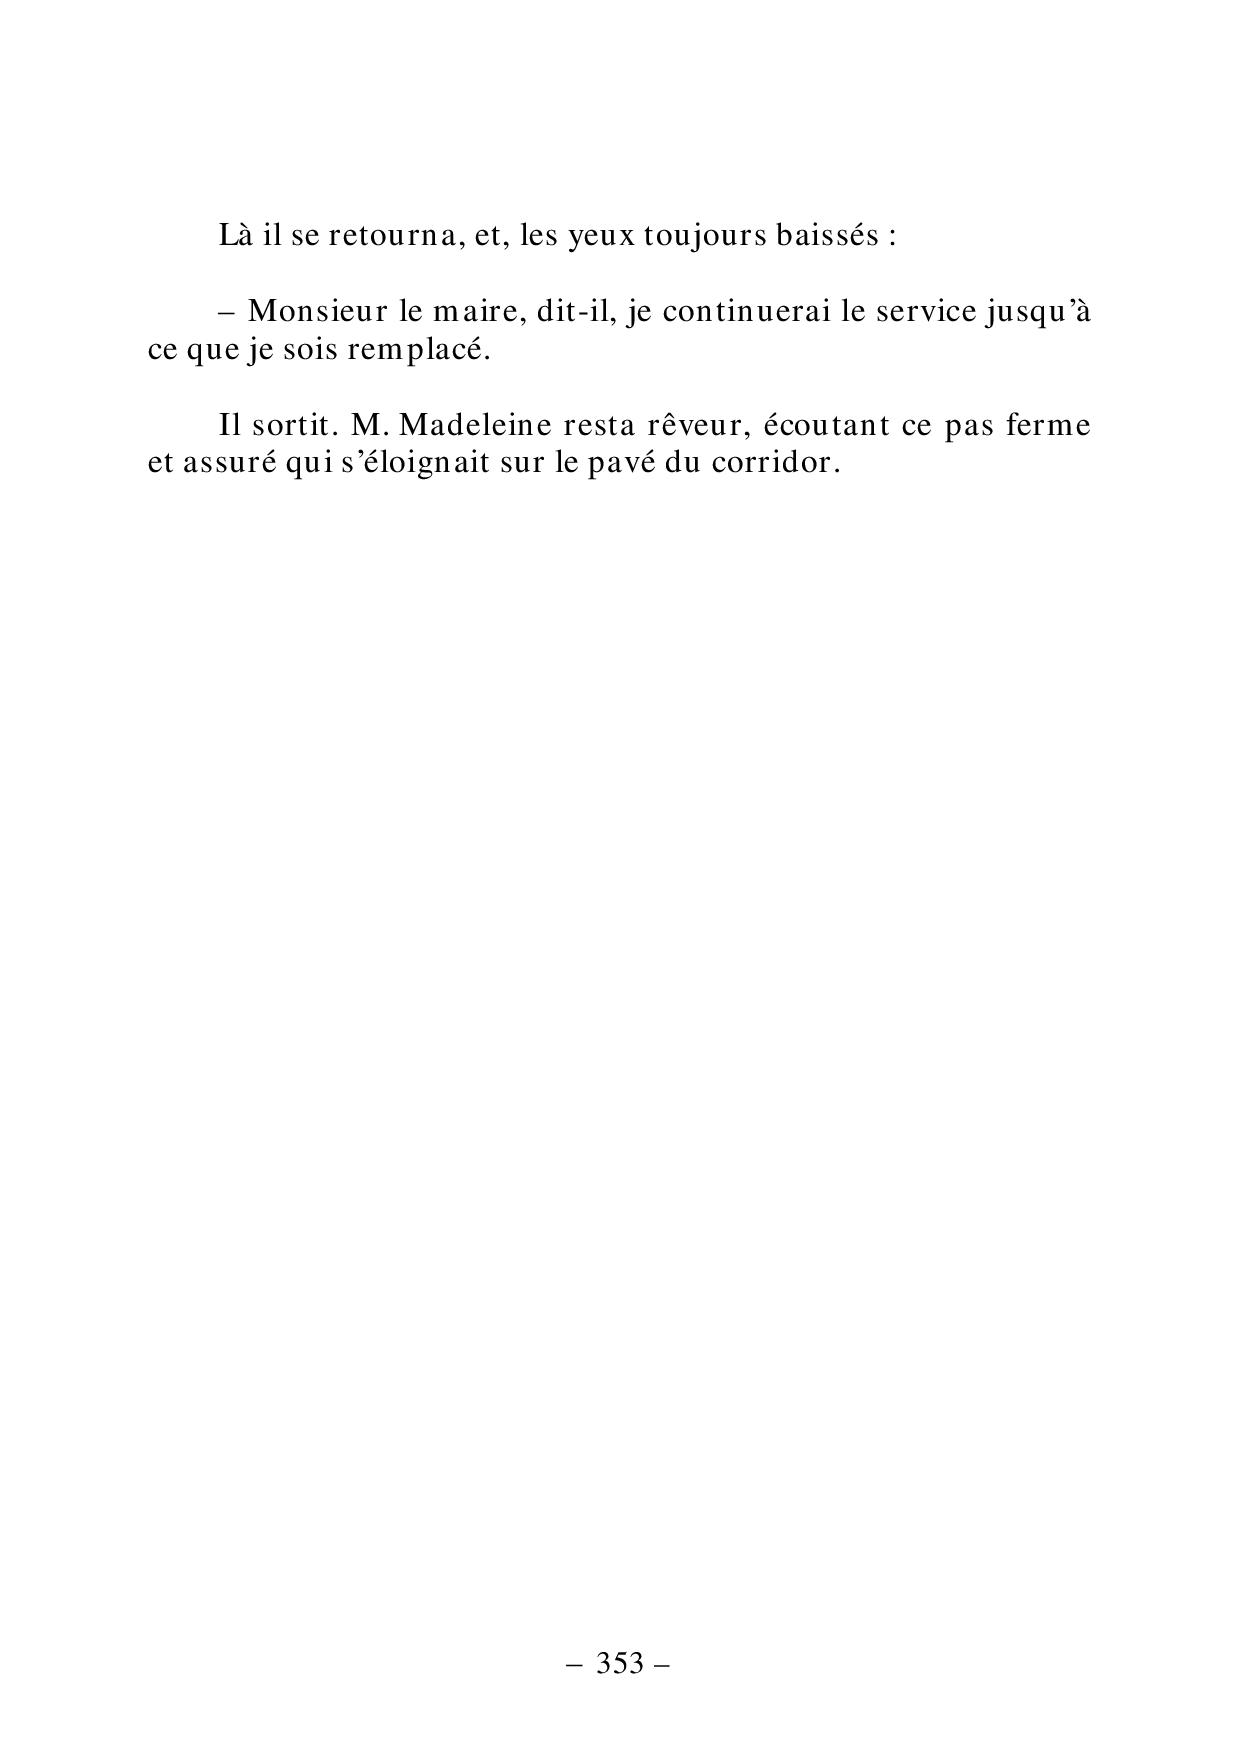 Là il se retourna, et, les yeux toujours baissés :
– Monsieur le maire, dit-il, je continuerai le service jusqu’à
ce que je sois remplacé.
Il sortit. M. Madeleine resta rêveur, écoutant ce pas ferme
et assuré qui s’éloignait sur le pavé du corridor.
– 353 –